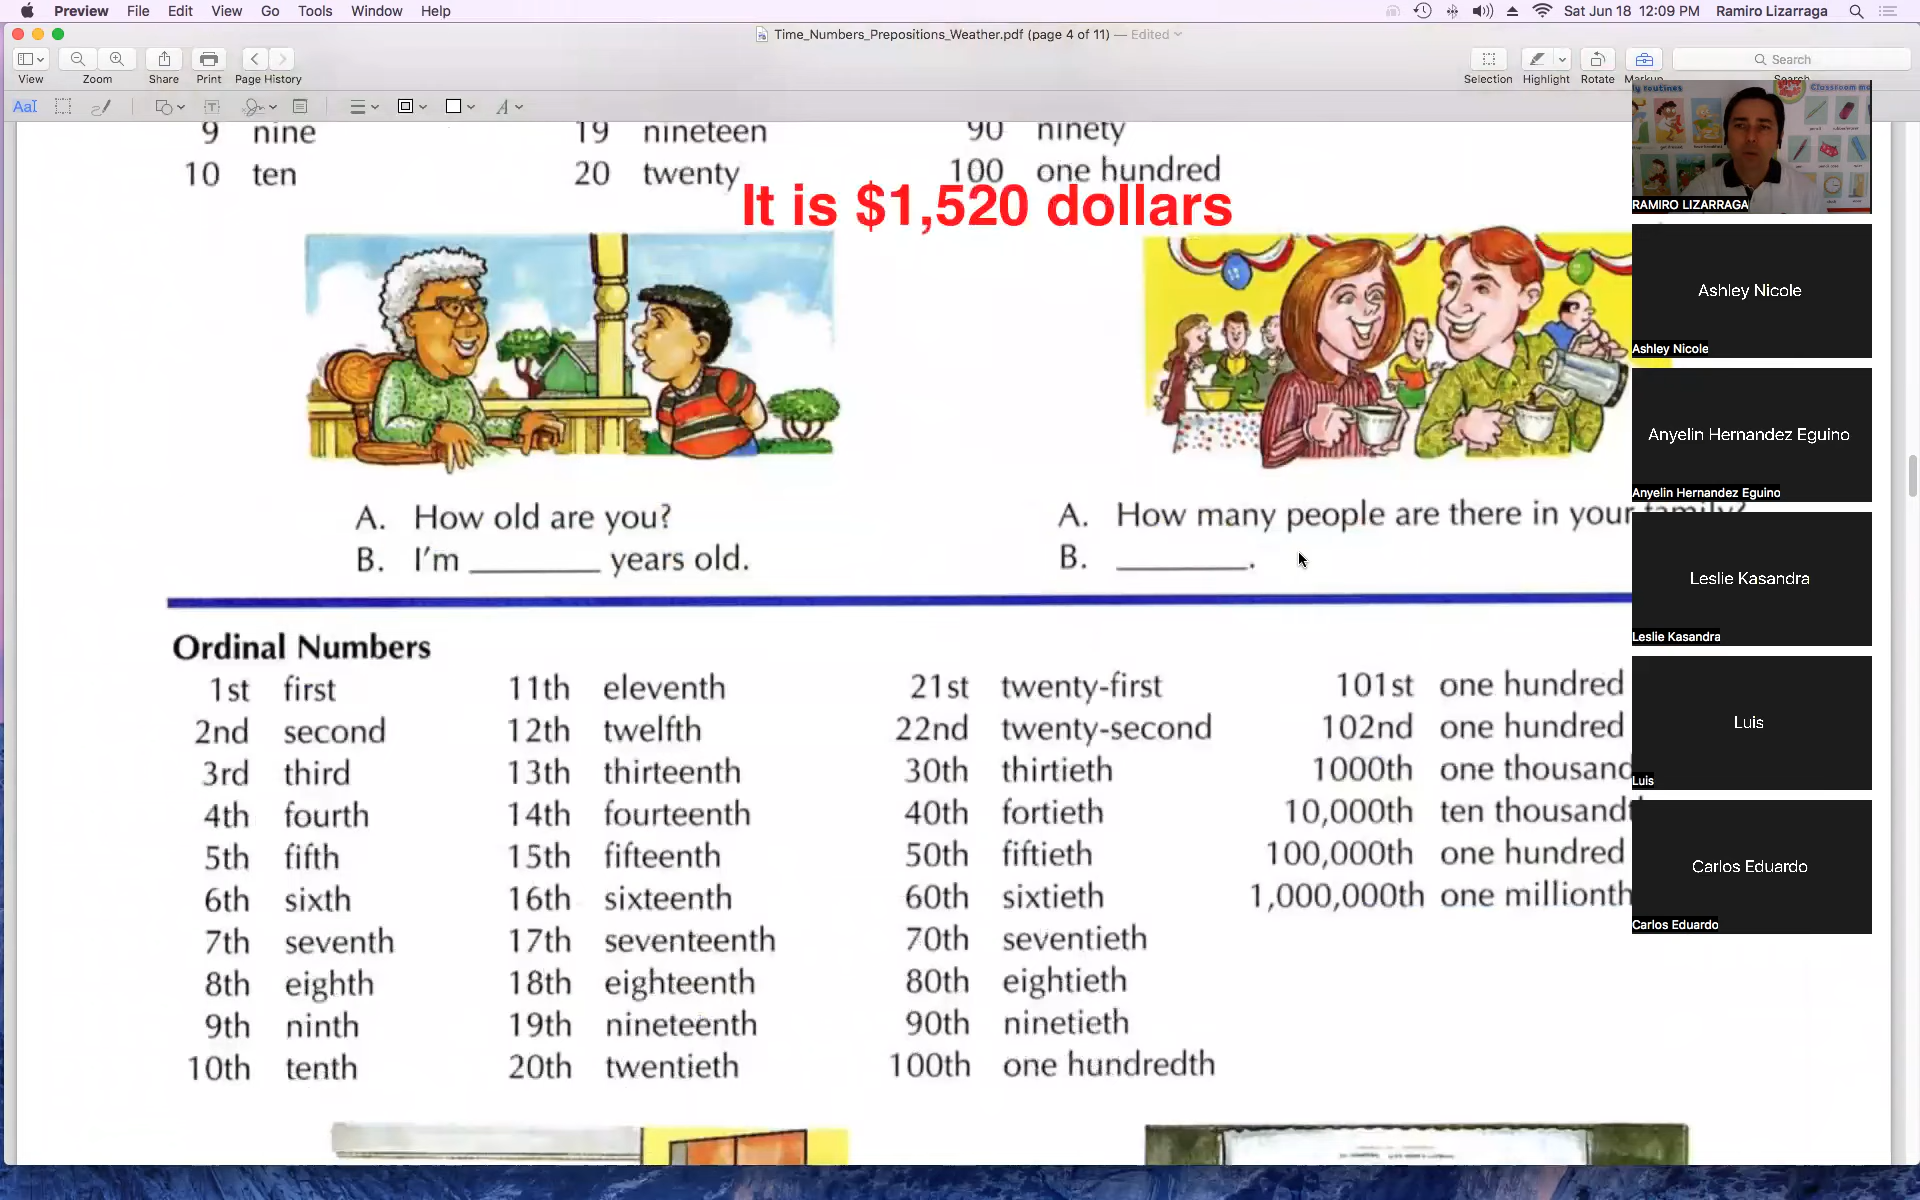 Preview File Edit View Go Tools Window Help
Sat Jun 18 12:09 PM Ramiro Lizarraga
Time_Numbers_Prepositions_Weather.pdf (page 4 of 11) — Edited
Search
View Zoom Share Print Page History Selection Highlight Rotate Markup Search
AaI
9 nine 19 nineteen 90 ninety
10 ten 20 twenty 100 one hundred
It is $1,520 dollars
A. How old are you?
B. I'm ________ years old.
A. How many people are there in your family?
B. ________.
Ordinal Numbers
1st first 11th eleventh 21st twenty-first 101st one hundred
2nd second 12th twelfth 22nd twenty-second 102nd one hundred
3rd third 13th thirteenth 30th thirtieth 1000th one thousand
4th fourth 14th fourteenth 40th fortieth 10,000th ten thousandt
5th fifth 15th fifteenth 50th fiftieth 100,000th one hundred
6th sixth 16th sixteenth 60th sixtieth 1,000,000th one millionth
7th seventh 17th seventeenth 70th seventieth
8th eighth 18th eighteenth 80th eightieth
9th ninth 19th nineteenth 90th ninetieth
10th tenth 20th twentieth 100th one hundredth
y routines
Classroom
RAMIRO LIZARRAGA
Ashley Nicole
Ashley Nicole
Anyelin Hernandez Eguino
Anyelin Hernandez Eguino
Leslie Kasandra
Leslie Kasandra
Luis
Luis
Carlos Eduardo
Carlos Eduardo